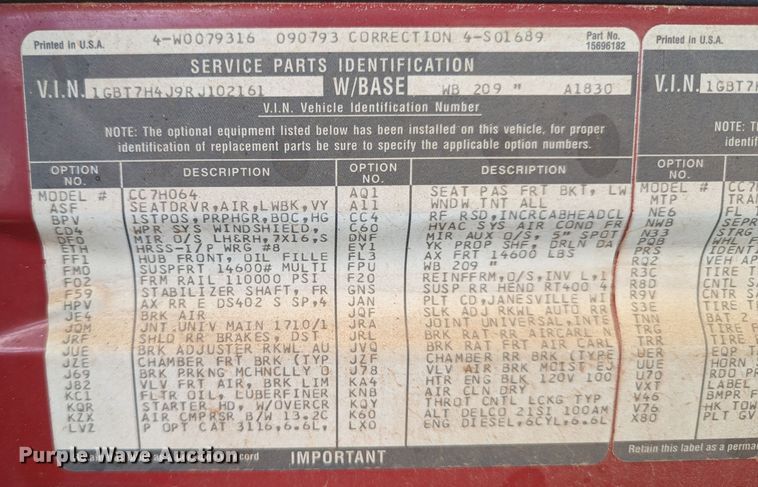 Printed in U.S.A.
4-W0079316 090793 CORRECTION 4-S01689
Part No. 15696182
SERVICE PARTS IDENTIFICATION
V.I.N. 1GBT7H4J9RJ102161 W/BASE WB 209 " A1830
V.I.N. Vehicle Identification Number
NOTE: The optional equipment listed below has been installed on this vehicle, for proper
identification of replacement parts be sure to specify the applicable option numbers.
OPTION NO. DESCRIPTION OPTION NO. DESCRIPTION
MODEL # CC7H064 AQ1 SEAT PAS FRT BKT, LW
ASF SEATDRVR,AIR,LWBK,VY A11 WNDW TNT ALL
BPV 1STPOS,PRPHGR,BOC,HG CC4 RF RSD,INCRCABHEADCL
CD4 WPR SYS WINDSHIELD, C60 HVAC SYS AIR COND FR
DF0 MIR O/S LH&RH,7X16,S DNF MIR AUX O/S, 5" SPOT
TTH HRSS-I/P WRG #8 EY1 YK PROP SHF, DRLN DA
FF1 HUB FRONT, OIL FILLE FL3 AX FRT 14600 LBS
FM0 SUSPFRT 14600# MULTI FPU WB 209 "
F02 FRM RAIL 110000 PSI F20 REINFFRM,O/S,INV L,1
F59 STABILIZER SHAFT, FR GNS SUSP RR HEND RT400 4
HPV AX RR E DS402 S SP,4 JAN PLT CD,JANESVILLE WI
JE4 BRK AIR JQF SLK ADJ RKWL AUTO RR
JQM JNT.UNIV MAIN 1710/1 JRA JOINT UNIVERSAL,INTE
JRF SHLD RR BRAKES, DST JRL BRK RAT-RR AIRCARL N
JUE BRK ADJUSTER RKWL AU JVQ BRK RAT FRT AIR CARL
JZE CHAMBER FRT BRK (TYP JZF CHAMBER RR BRK (TYPE
J69 BRK PRKNG MCHNCLLY O J78 VLV AIR BRK MOIST EJ
J82 VLV FRT AIR, BRK LIM KA4 HTR ENG BLK 120V 100
KC1 FLTR OIL, LUBERFINER KNB AIR CLN DRY
KQR STARTER HD, W/OVERCR KQY THROT CNTL LCKG TYP
KZX AIR CMPRSR B/W 13.2C K60 ALT DELCO 21SI 100AM
LVZ P OPT CAT 3116,6.6L, LX0 ENG DIESEL,6CYL,6.6L
IMPORTANT
Printed in U.S.A.
V.I.N. 1GBT7H
NOTE: The
identification of
OPTION NO.
MODEL # CC7
MTP TRAN
NE6 FL
SEPR
N33 STRG
PQB WHL F
PRS IDENTI
RQ2 VEH AP
R3C TIRE T
R8D CNTL SA
R9V CNTR SA
S3E TIRE TA
TNN BAT 2
TRG TIRE F
TRR TIRE R
UER EQP T
UUE HORN
U70 RDO PR
VXT LABEL
V46 BMPR F
V76 HK TOW
X80 PLT GV
Retain this label as a perma
Purple Wave Auction